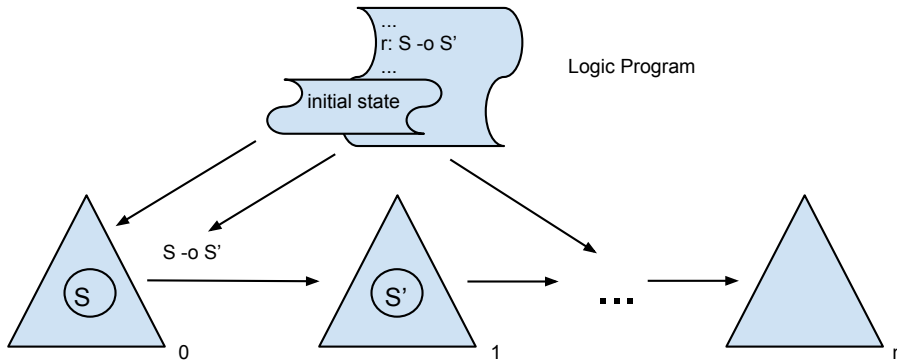 ...
r: S -o S’
...
initial state
Logic Program
S -o S’
S
S’
...
0
1
n